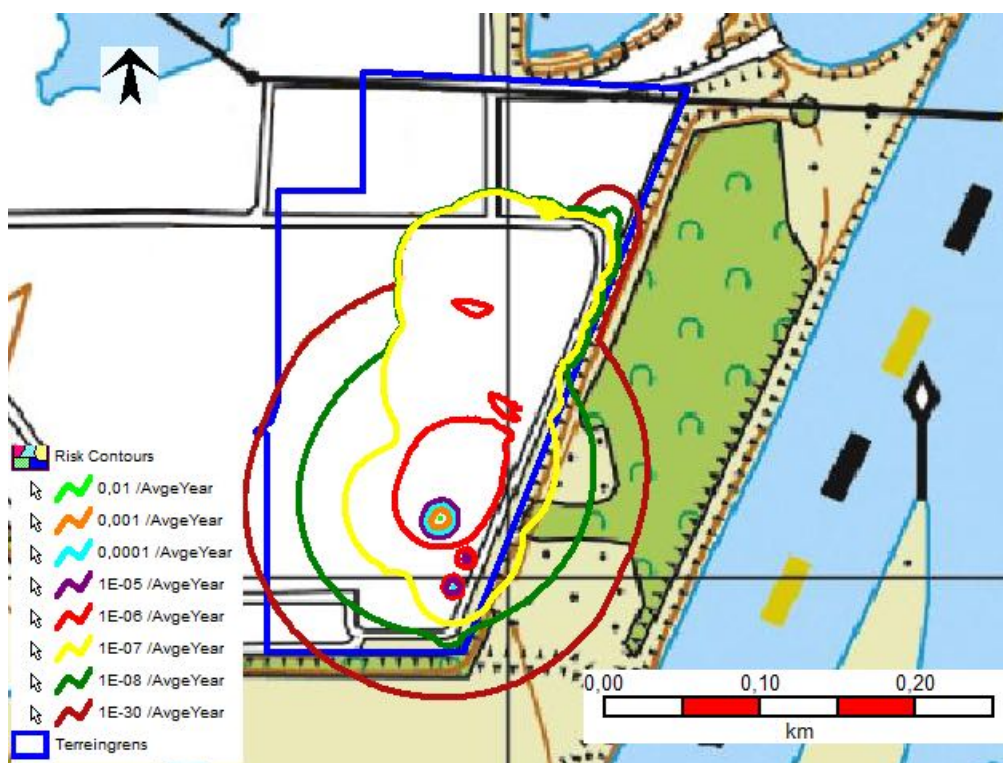 Risk Contours
0,01 /AvgeYear
0,001 /AvgeYear
0,0001 /AvgeYear
1E-05 /AvgeYear
1E-06 /AvgeYear
1E-07 /AvgeYear
1E-08 /AvgeYear
1E-30 /AvgeYear
Terreingrens
0,00 0,10 0,20
km